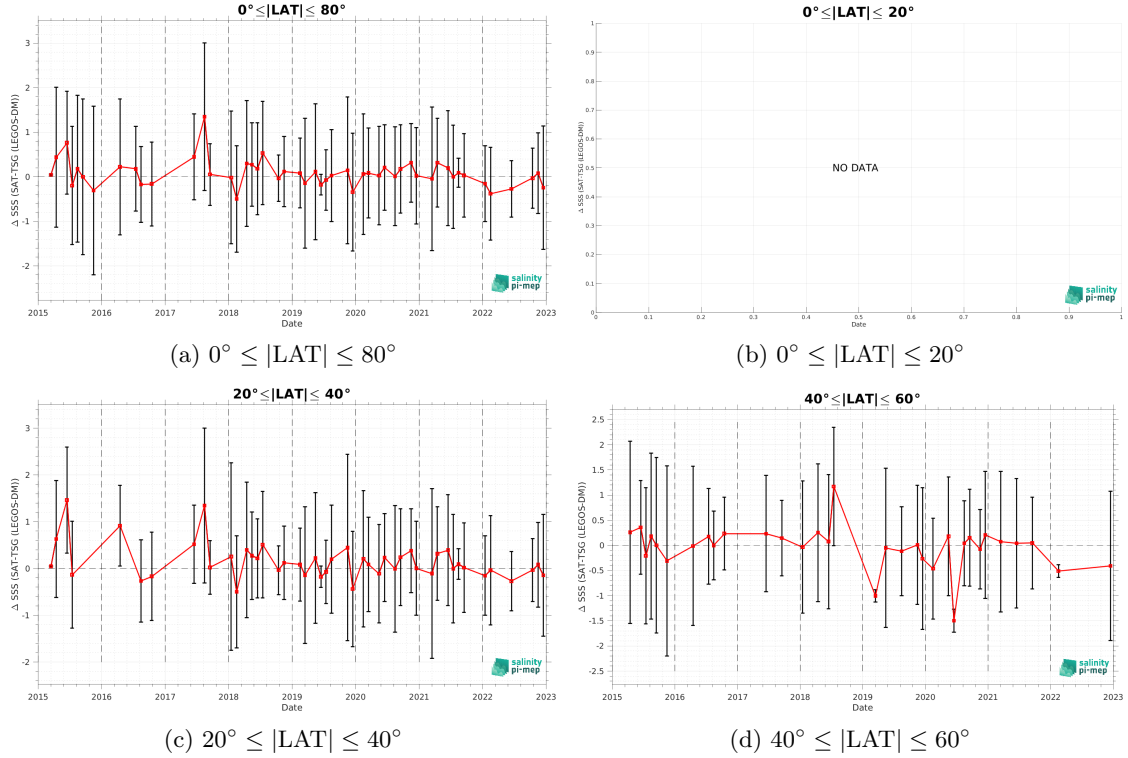 0°≤|LAT|≤ 80°
3
2
1
0
-1
-2
Δ SSS (SAT-TSG (LEGOS-DM))
2015 2016 2017 2018 2019 2020 2021 2022 2023
Date
salinity
pi-mep
(a) 0° ≤ |LAT| ≤ 80°
0°≤|LAT|≤ 20°
1
0.9
0.8
0.7
0.6
0.5
0.4
0.3
0.2
0.1
0
Δ SSS (SAT-TSG (LEGOS-DM))
NO DATA
0 0.1 0.2 0.3 0.4 0.5 0.6 0.7 0.8 0.9 1
Date
salinity
pi-mep
(b) 0° ≤ |LAT| ≤ 20°
20°≤|LAT|≤ 40°
3
2
1
0
-1
-2
Δ SSS (SAT-TSG (LEGOS-DM))
2015 2016 2017 2018 2019 2020 2021 2022 2023
Date
salinity
pi-mep
(c) 20° ≤ |LAT| ≤ 40°
40°≤|LAT|≤ 60°
2.5
2
1.5
1
0.5
0
-0.5
-1
-1.5
-2
-2.5
Δ SSS (SAT-TSG (LEGOS-DM))
2015 2016 2017 2018 2019 2020 2021 2022 2023
Date
salinity
pi-mep
(d) 40° ≤ |LAT| ≤ 60°